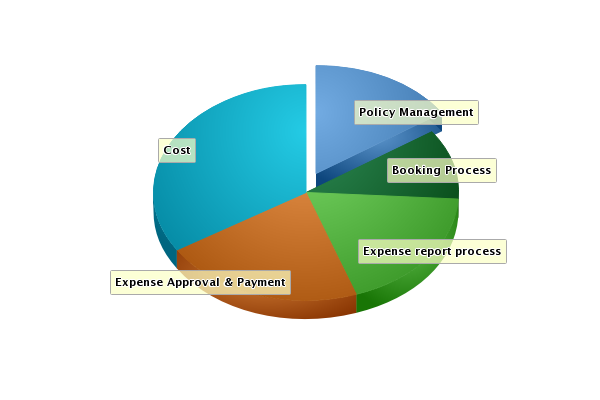 Policy Management
Cost
Booking Process
Expense report process
Expense Approval & Payment